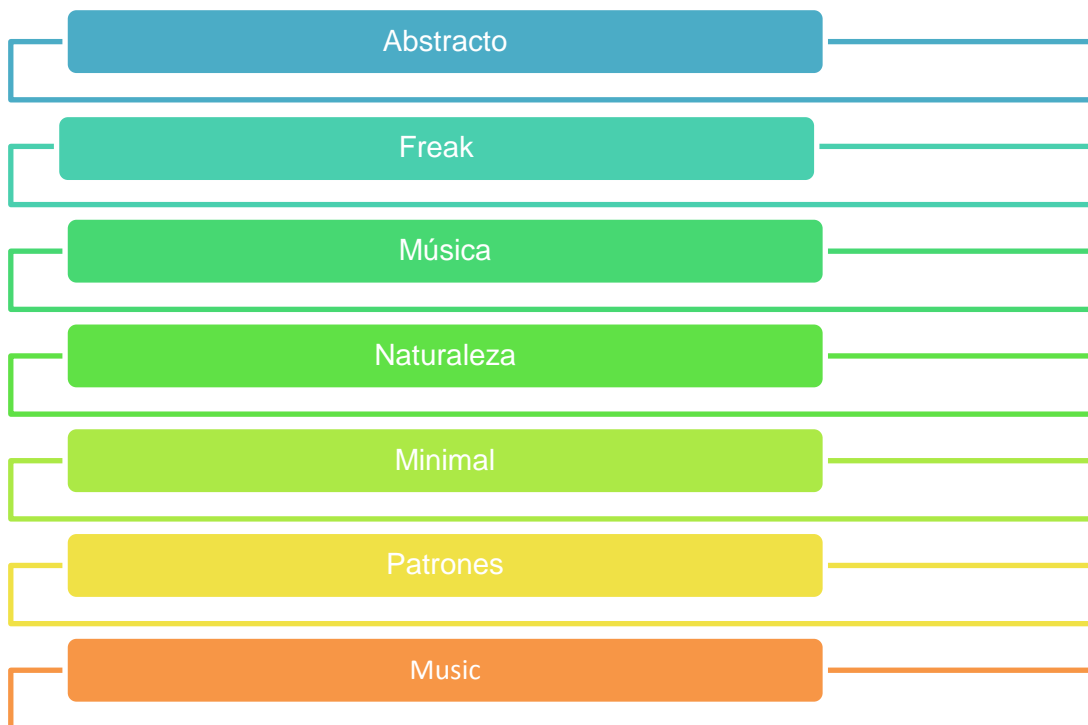 Abstracto
Freak
Música
Naturaleza
Minimal
Patrones
Music